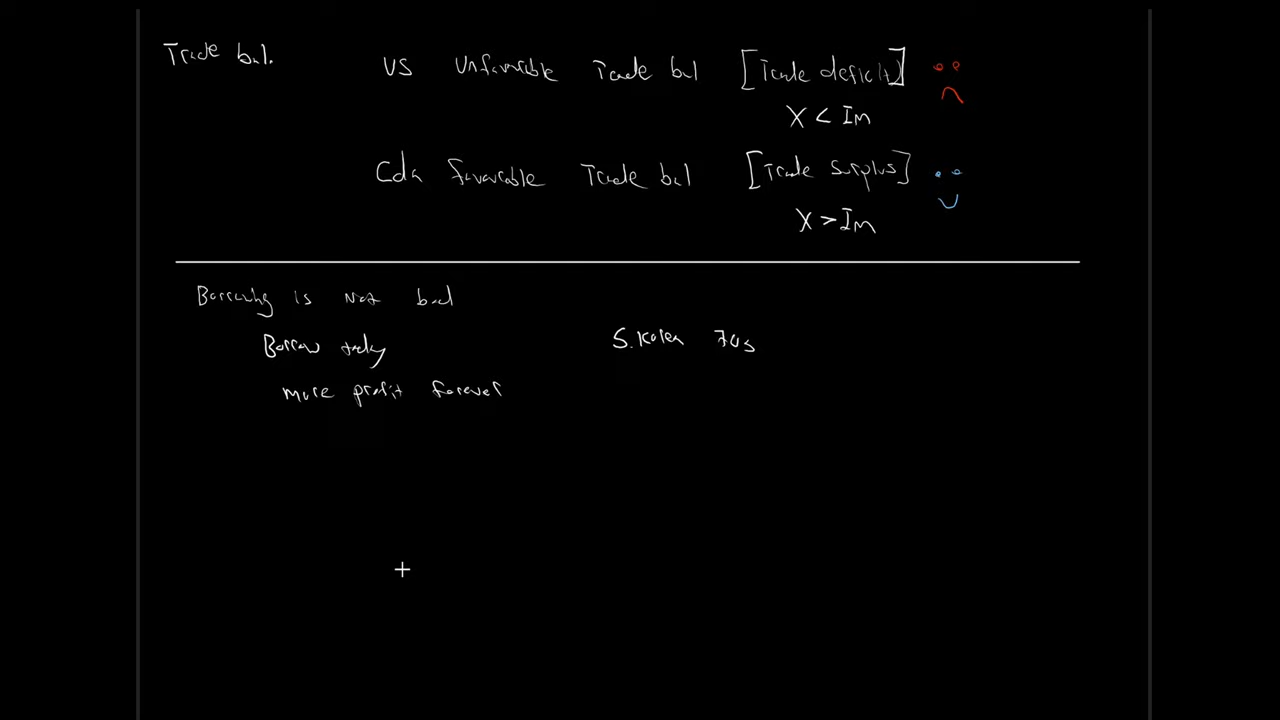 Trade bal.
US Unfavorable Trade bal [Trade deficit]
X < Im
Cda favorable Trade bal [Trade surplus]
X > Im
Borrowing is not bad
Borrow today
S.Korea 70s
more profit forever